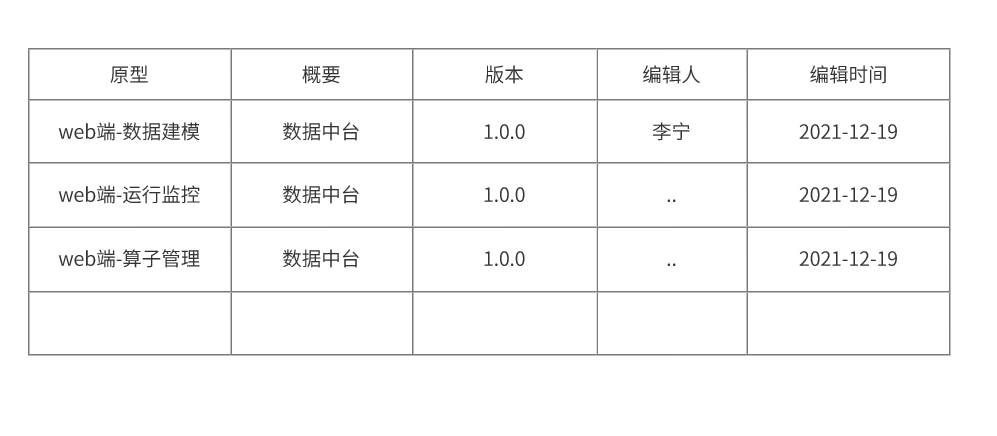 原型 概要 版本 编辑人 编辑时间
web端-数据建模 数据中台 1.0.0 李宁 2021-12-19
web端-运行监控 数据中台 1.0.0 .. 2021-12-19
web端-算子管理 数据中台 1.0.0 .. 2021-12-19